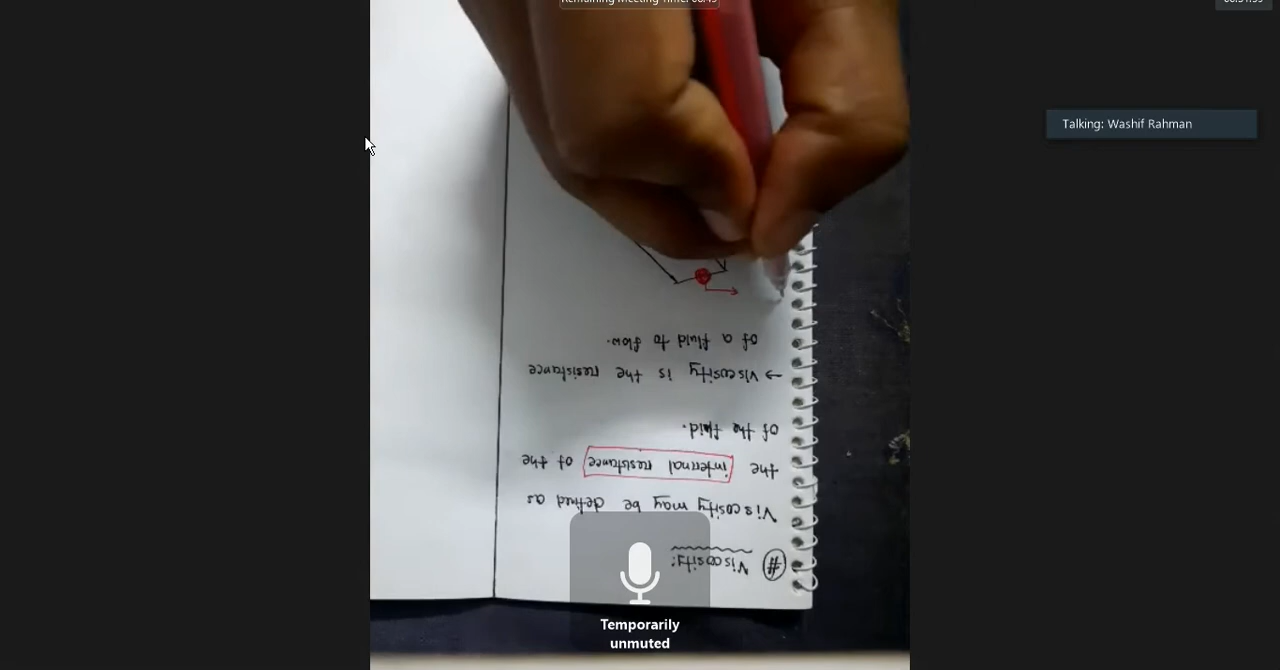 Talking: Washif Rahman
# Viscosity:
Viscosity may be defined as
the internal resistance of the
of the fluid.
→ Viscosity is the resistance
of a fluid to flow.
Temporarily
unmuted